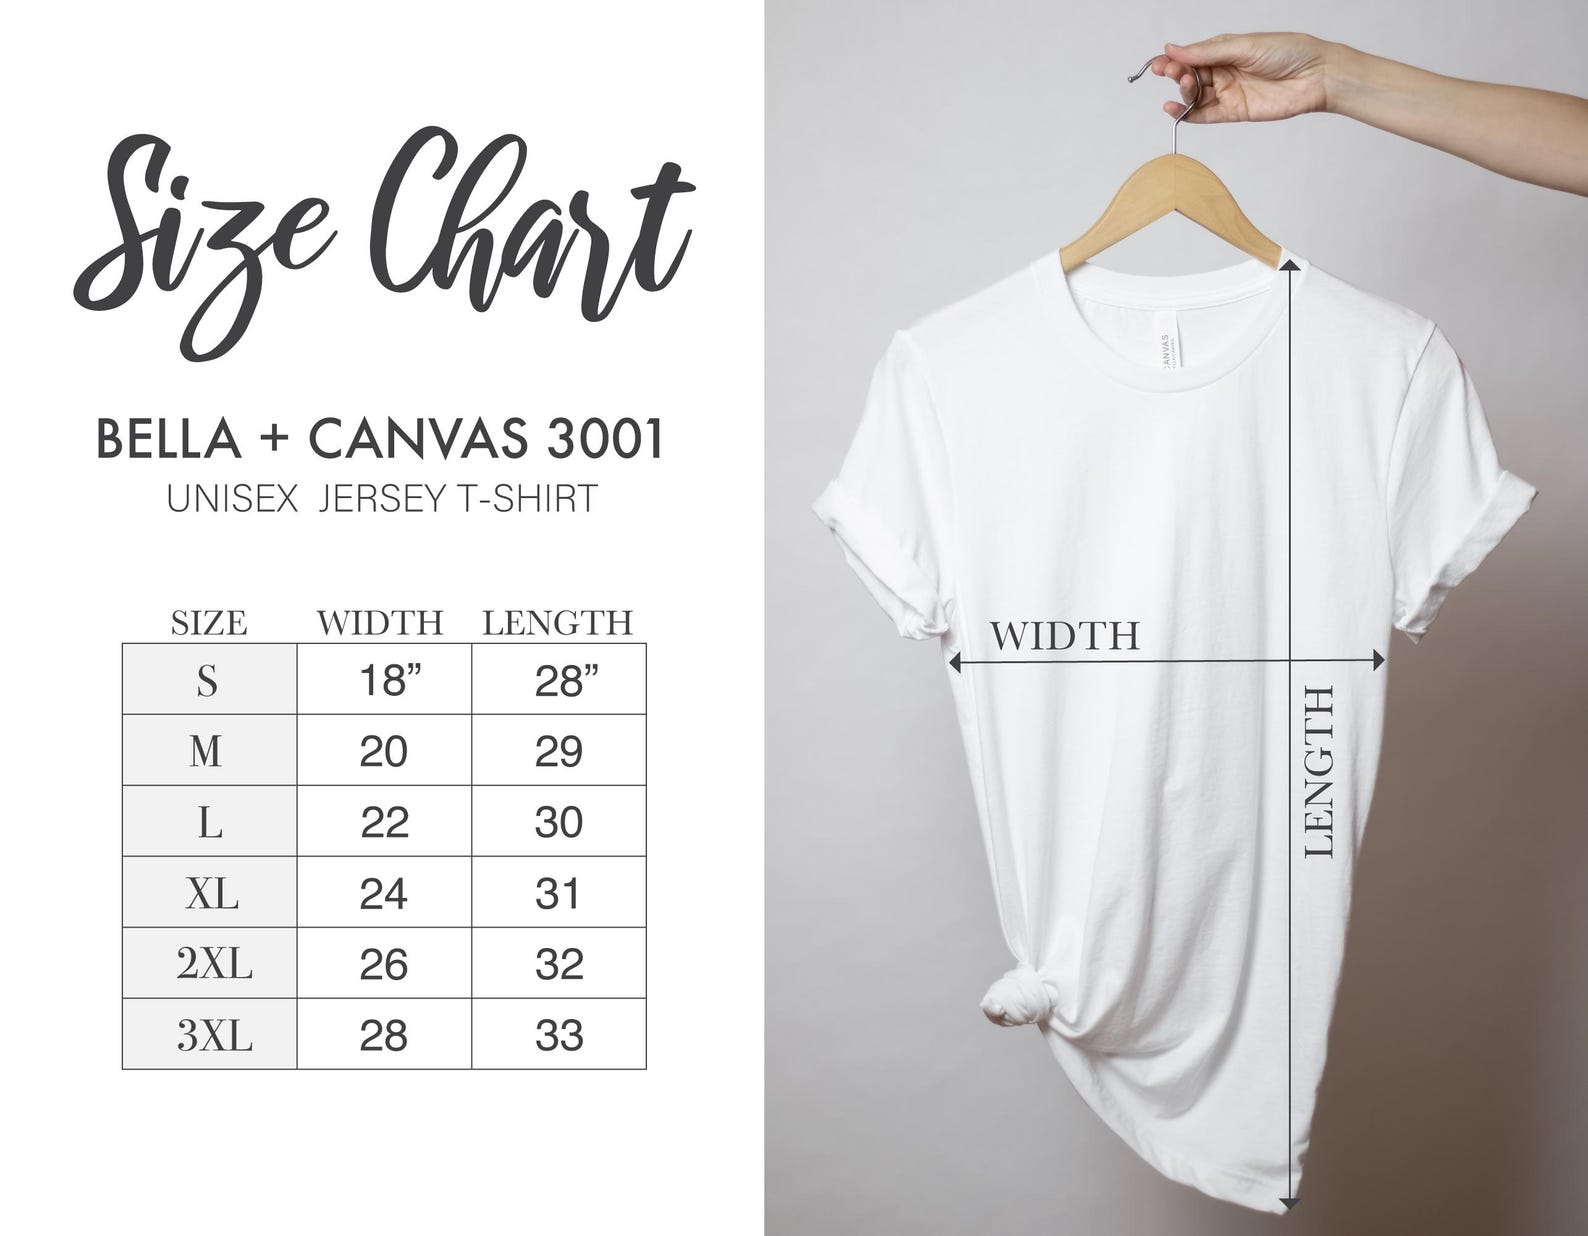 Size Chart
BELLA + CANVAS 3001
UNISEX JERSEY T-SHIRT
SIZE WIDTH LENGTH
S 18” 28”
M 20 29
L 22 30
XL 24 31
2XL 26 32
3XL 28 33
CANVAS
WIDTH
LENGTH